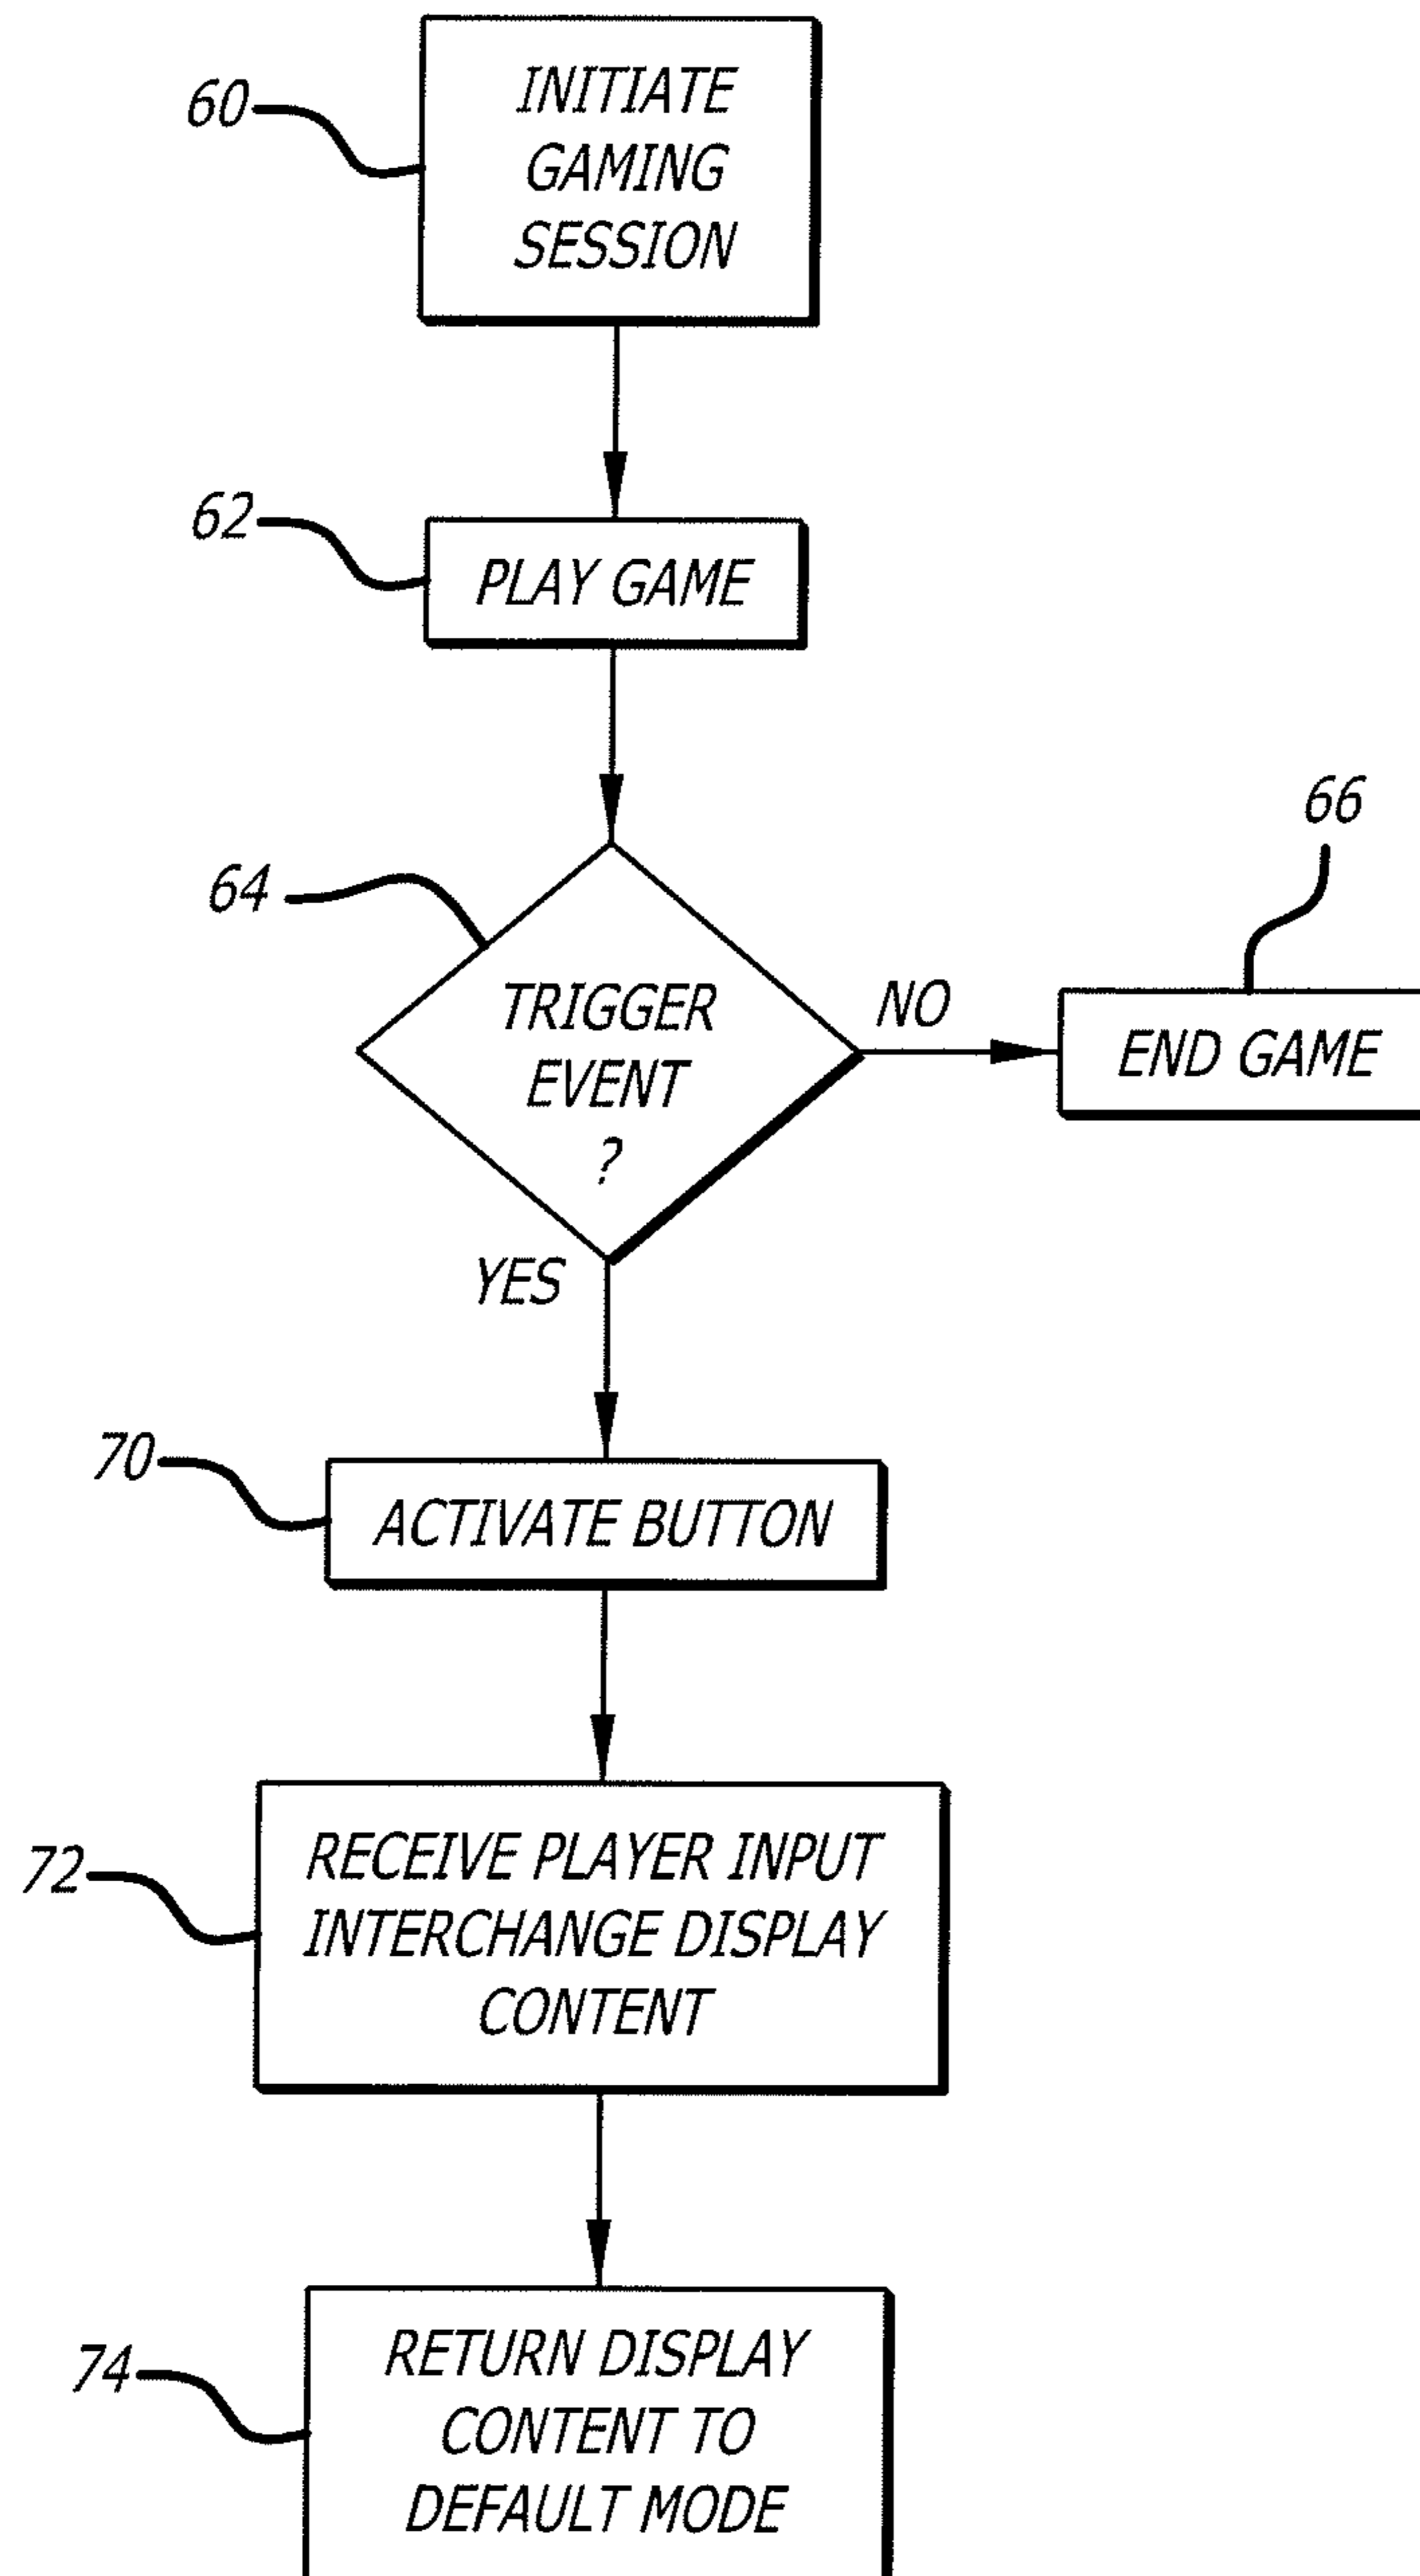 60
INITIATE
GAMING
SESSION
62
PLAY GAME
64
TRIGGER
EVENT
?
NO
66
END GAME
YES
70
ACTIVATE BUTTON
72
RECEIVE PLAYER INPUT
INTERCHANGE DISPLAY
CONTENT
74
RETURN DISPLAY
CONTENT TO
DEFAULT MODE